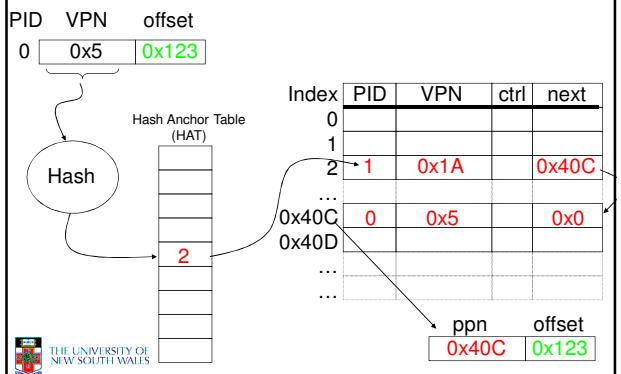 PID VPN offset
0 0x5 0x123
Hash
Hash Anchor Table
(HAT)
2
Index PID VPN ctrl next
0
1
2 1 0x1A 0x40C
...
0x40C 0 0x5 0x0
0x40D
...
...
ppn offset
0x40C 0x123
THE UNIVERSITY OF
NEW SOUTH WALES